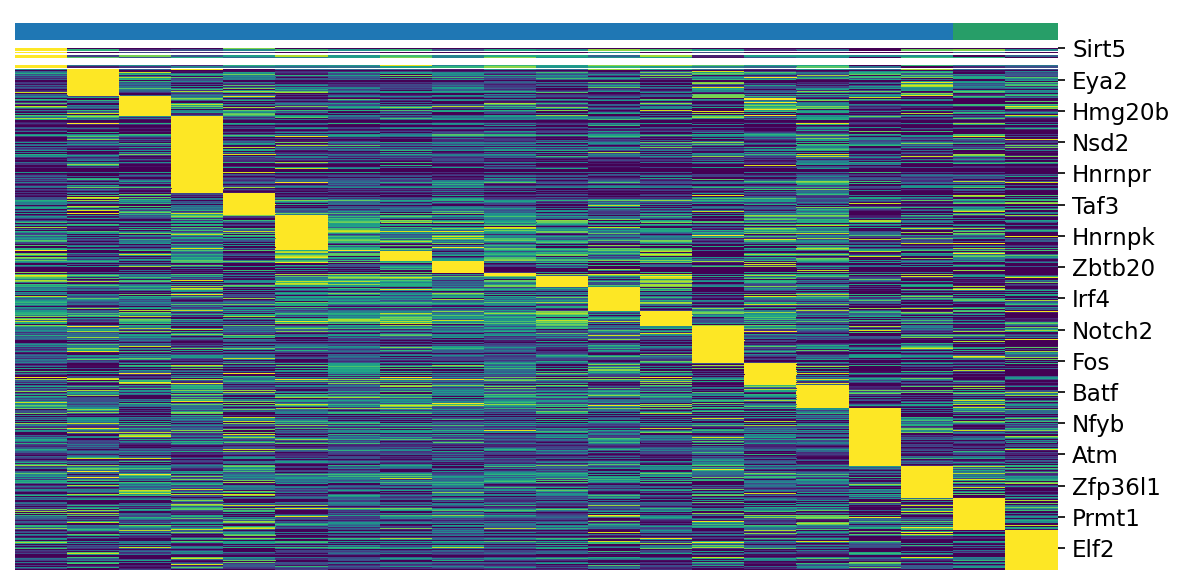 Sirt5
Eya2
Hmg20b
Nsd2
Hnrnpr
Taf3
Hnrnpk
Zbtb20
Irf4
Notch2
Fos
Batf
Nfyb
Atm
Zfp36l1
Prmt1
Elf2